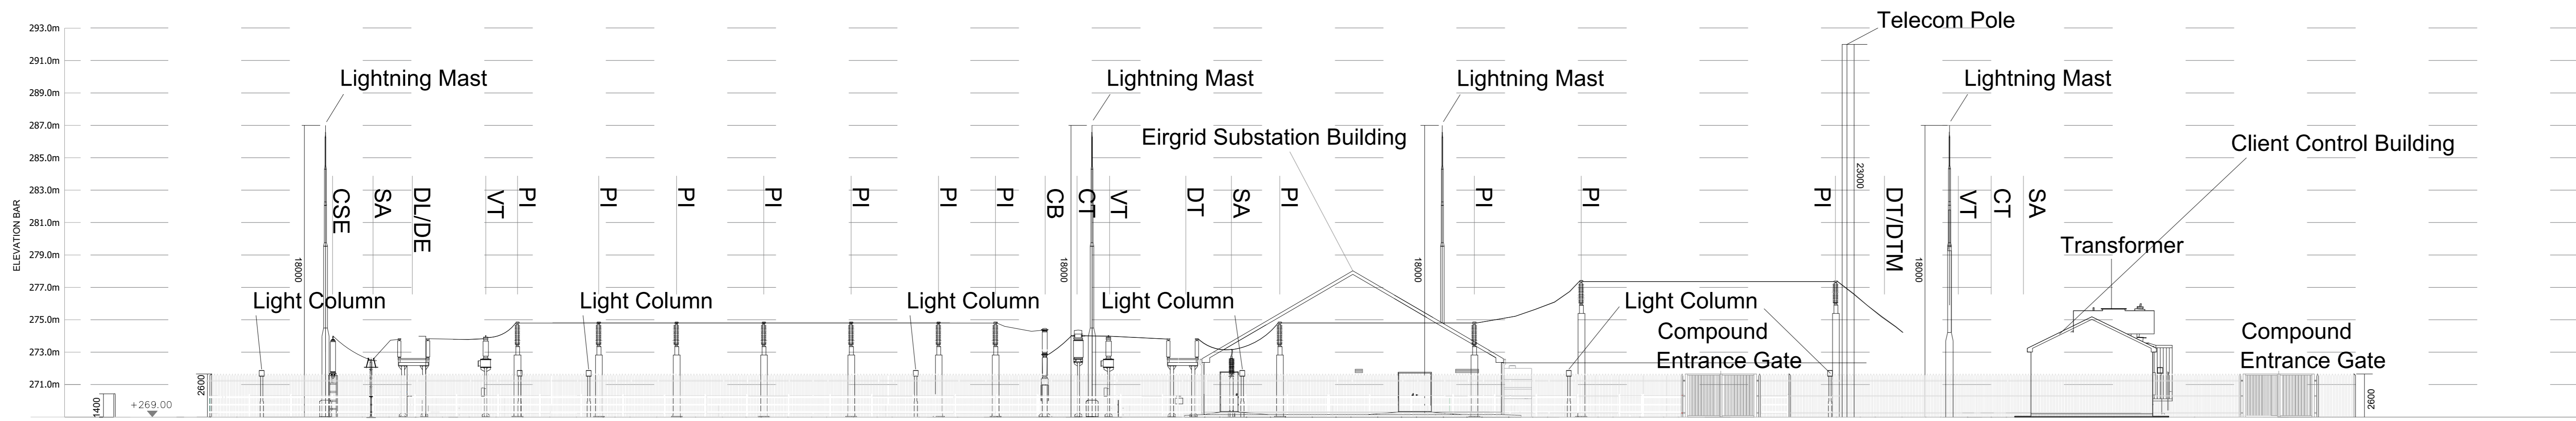 Telecom Pole
293.0m
291.0m
289.0m
287.0m
285.0m
283.0m
281.0m
279.0m
277.0m
275.0m
273.0m
271.0m
ELEVATION BAR
Lightning Mast
Lightning Mast
Lightning Mast
Lightning Mast
Eirgrid Substation Building
Client Control Building
23000
CSE
SA
DL/DE
VT
PI
PI
PI
PI
PI
PI
PI
CB
CT
VT
DT
SA
PI
PI
PI
PI
DT/DTM
VT
CT
SA
Transformer
18000
18000
18000
18000
Light Column
Light Column
Light Column
Light Column
Light Column
Compound
Entrance Gate
Compound
Entrance Gate
2600
1400
+269.00
2600